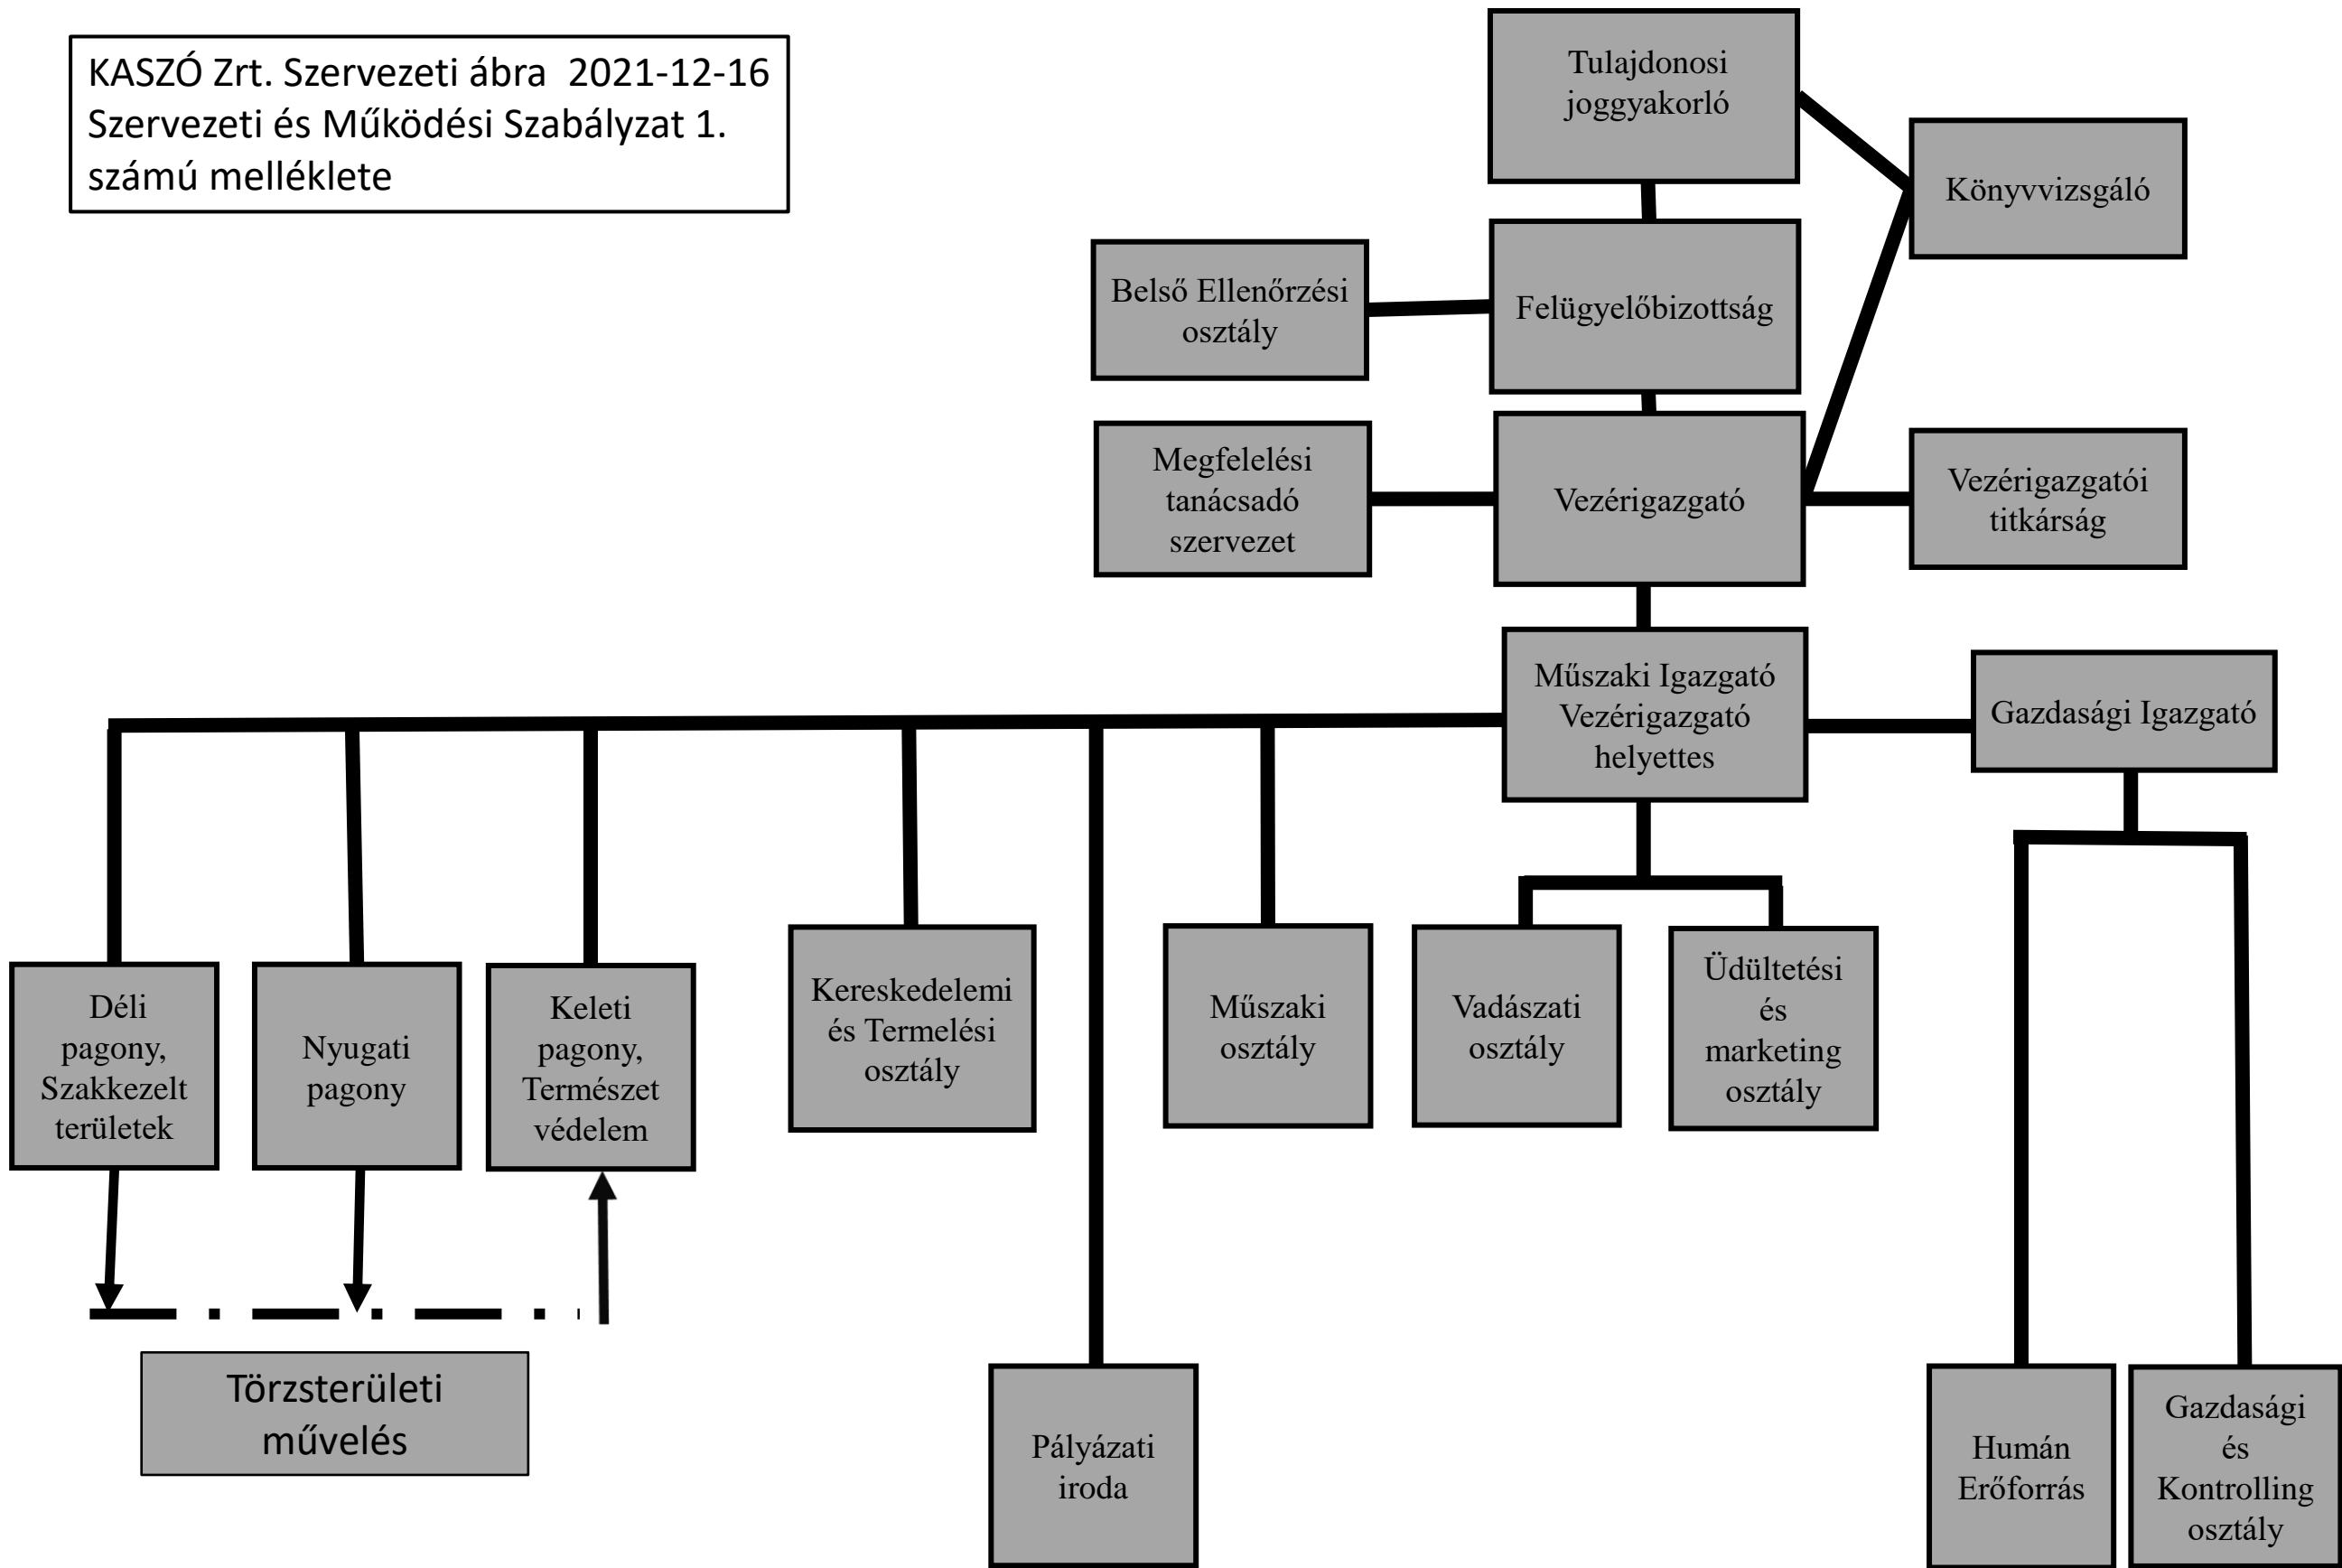 KASZÓ Zrt. Szervezeti ábra  2021-12-16
Szervezeti és Működési Szabályzat 1.
számú melléklete
Tulajdonosi
joggyakorló
Könyvvizsgáló
Belső Ellenőrzési
osztály
Felügyelőbizottság
Megfelelési
tanácsadó
szervezet
Vezérigazgató
Vezérigazgatói
titkárság
Műszaki Igazgató
Vezérigazgató
helyettes
Gazdasági Igazgató
Déli
pagony,
Szakkezelt
területek
Nyugati
pagony
Keleti
pagony,
Természet
védelem
Kereskedelemi
és Termelési
osztály
Műszaki
osztály
Vadászati
osztály
Üdültetési
és
marketing
osztály
Törzsterületi
művelés
Pályázati
iroda
Humán
Erőforrás
Gazdasági
és
Kontrolling
osztály